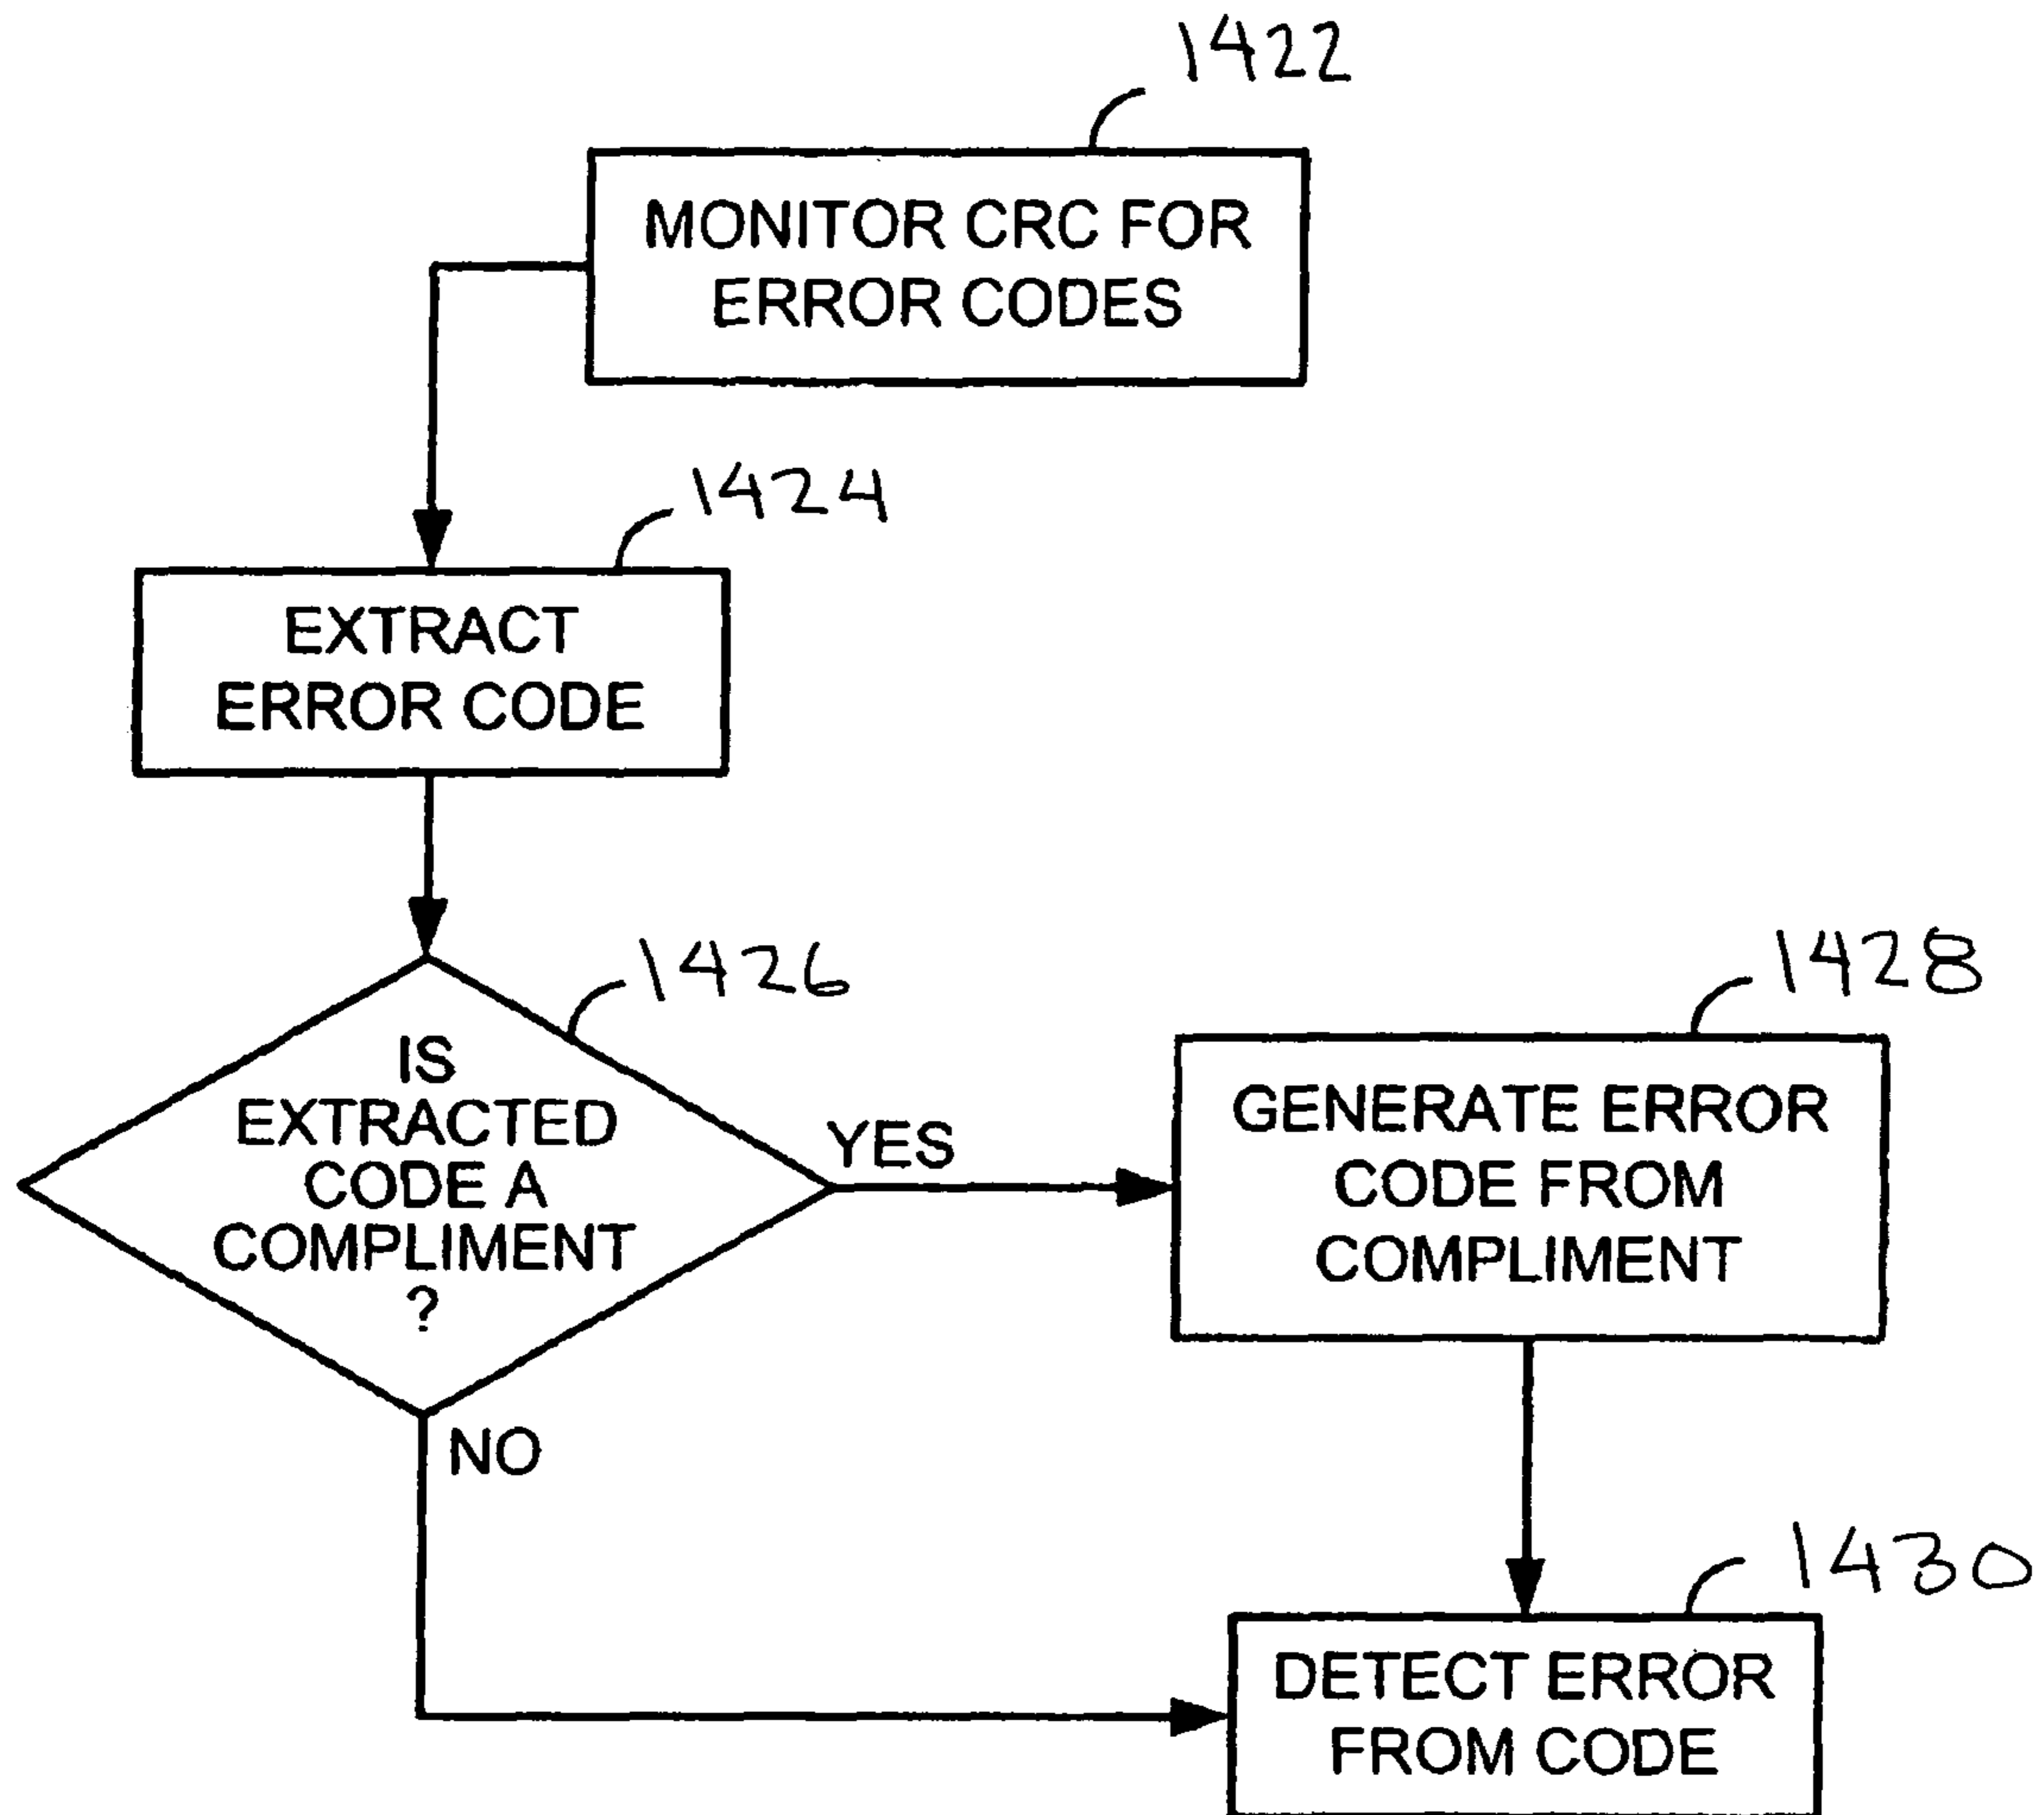 1422
MONITOR CRC FOR
ERROR CODES
1424
EXTRACT
ERROR CODE
1426
IS
EXTRACTED
CODE A
COMPLIMENT
?
YES
NO
1428
GENERATE ERROR
CODE FROM
COMPLIMENT
1430
DETECT ERROR
FROM CODE